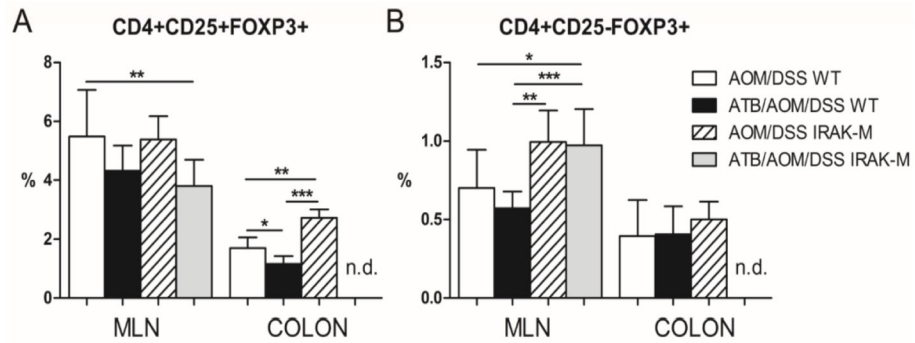 A
CD4+CD25+FOXP3+
B
CD4+CD25-FOXP3+
8
6
4
2
0
%
**
**
***
*
n.d.
MLN
COLON
1.5
1.0
0.5
0.0
%
*
***
**
n.d.
MLN
COLON
AOM/DSS WT
ATB/AOM/DSS WT
AOM/DSS IRAK-M
ATB/AOM/DSS IRAK-M